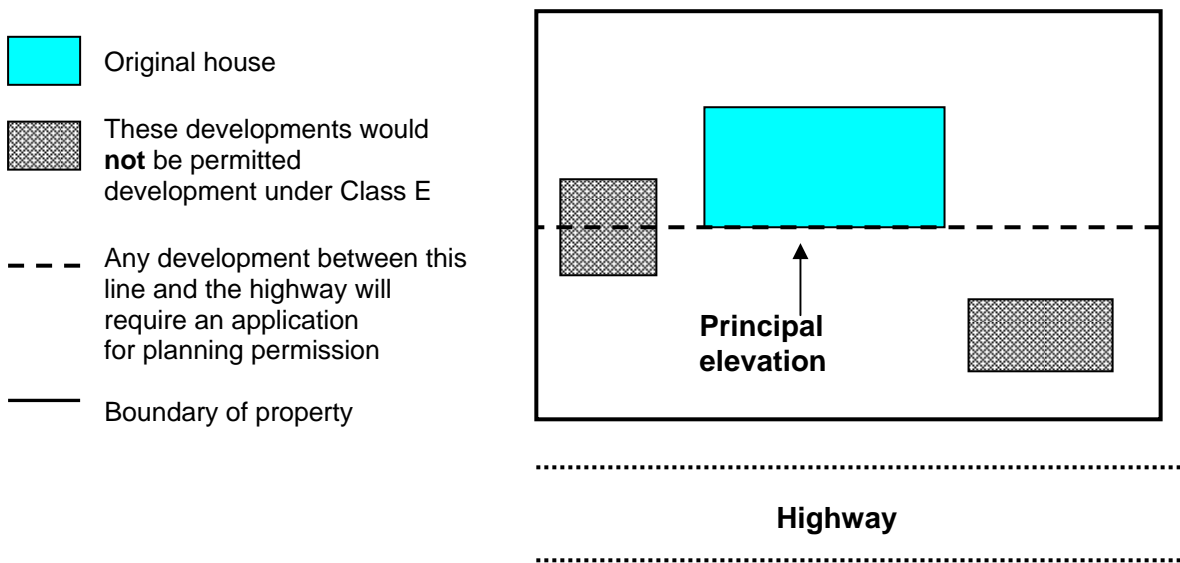 Original house
These developments would
not be permitted
development under Class E
Any development between this
line and the highway will
require an application
for planning permission
Boundary of property
Principal
elevation
Highway